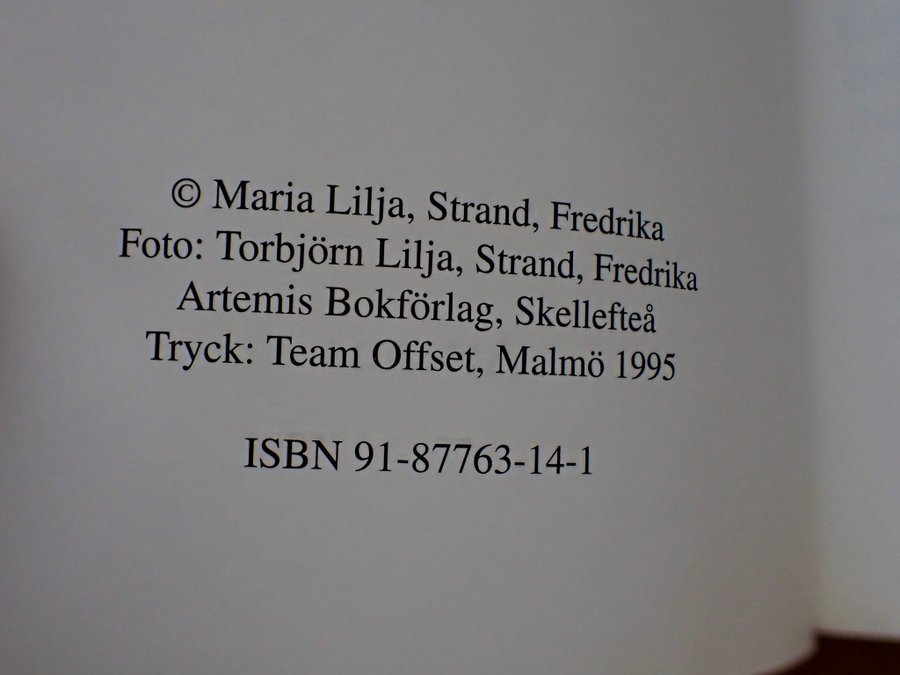 © Maria Lilja, Strand, Fredrika
Foto: Torbjörn Lilja, Strand, Fredrika
Artemis Bokförlag, Skellefteå
Tryck: Team Offset, Malmö 1995
ISBN 91-87763-14-1